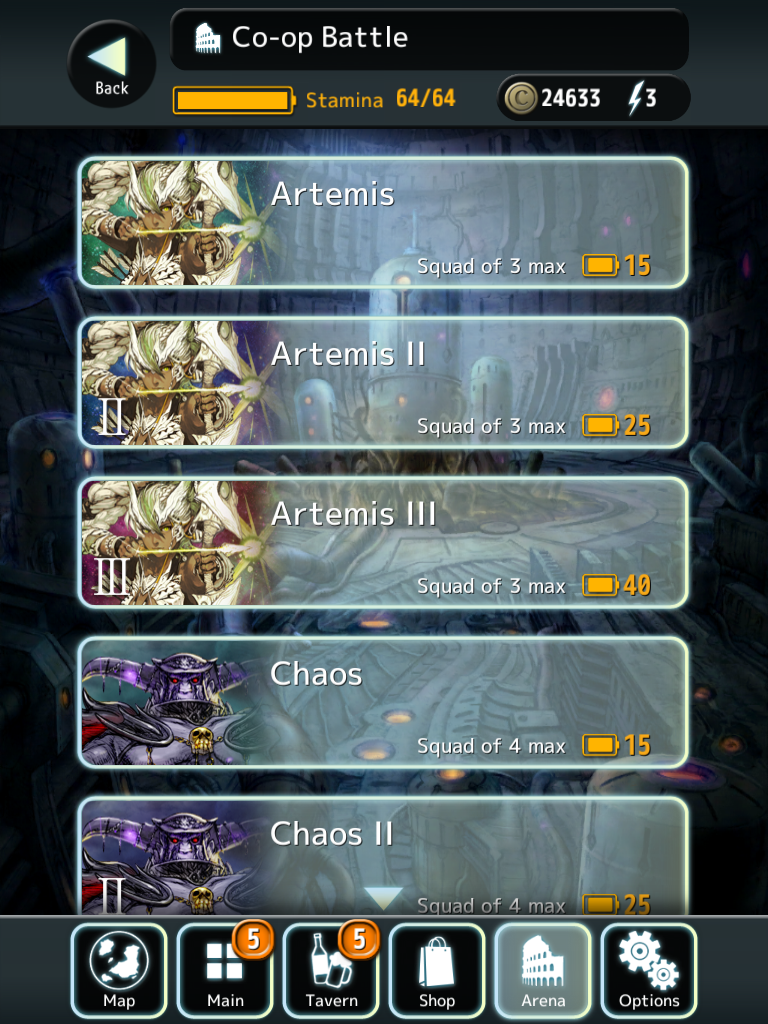 Co-op Battle
Back
Stamina 64/64
C 24633 3
Artemis
Squad of 3 max 15
Artemis II
II
Squad of 3 max 25
Artemis III
III
Squad of 3 max 40
Chaos
Squad of 4 max 15
Chaos II
II
Squad of 4 max 25
5 5
Map Main Tavern Shop Arena Options